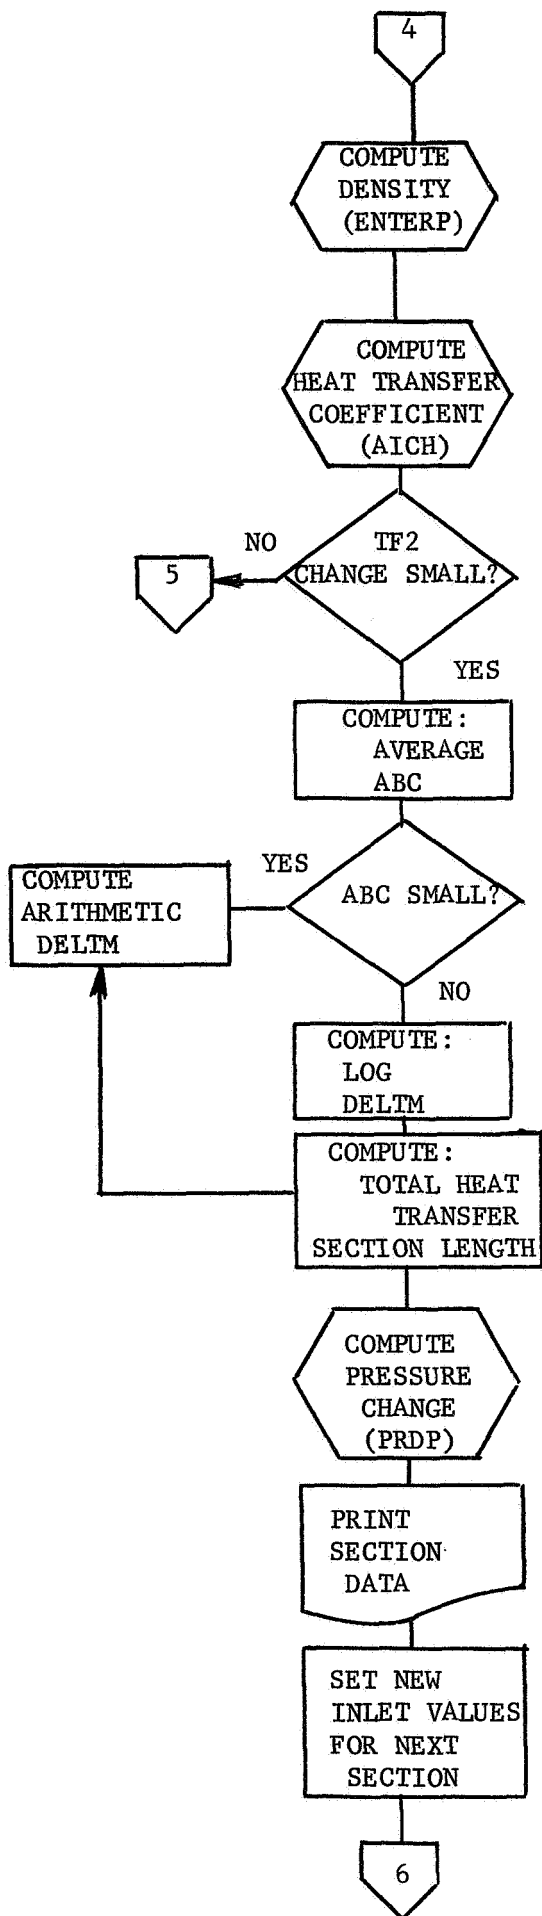 4
COMPUTE
DENSITY
(ENTERP)
COMPUTE
HEAT TRANSFER
COEFFICIENT
(AICH)
TF2
CHANGE SMALL?
NO
5
YES
COMPUTE:
AVERAGE
ABC
ABC SMALL?
YES
COMPUTE
ARITHMETIC
DELTM
NO
COMPUTE:
LOG
DELTM
COMPUTE:
TOTAL HEAT
TRANSFER
SECTION LENGTH
COMPUTE
PRESSURE
CHANGE
(PRDP)
PRINT
SECTION
DATA
SET NEW
INLET VALUES
FOR NEXT
SECTION
6